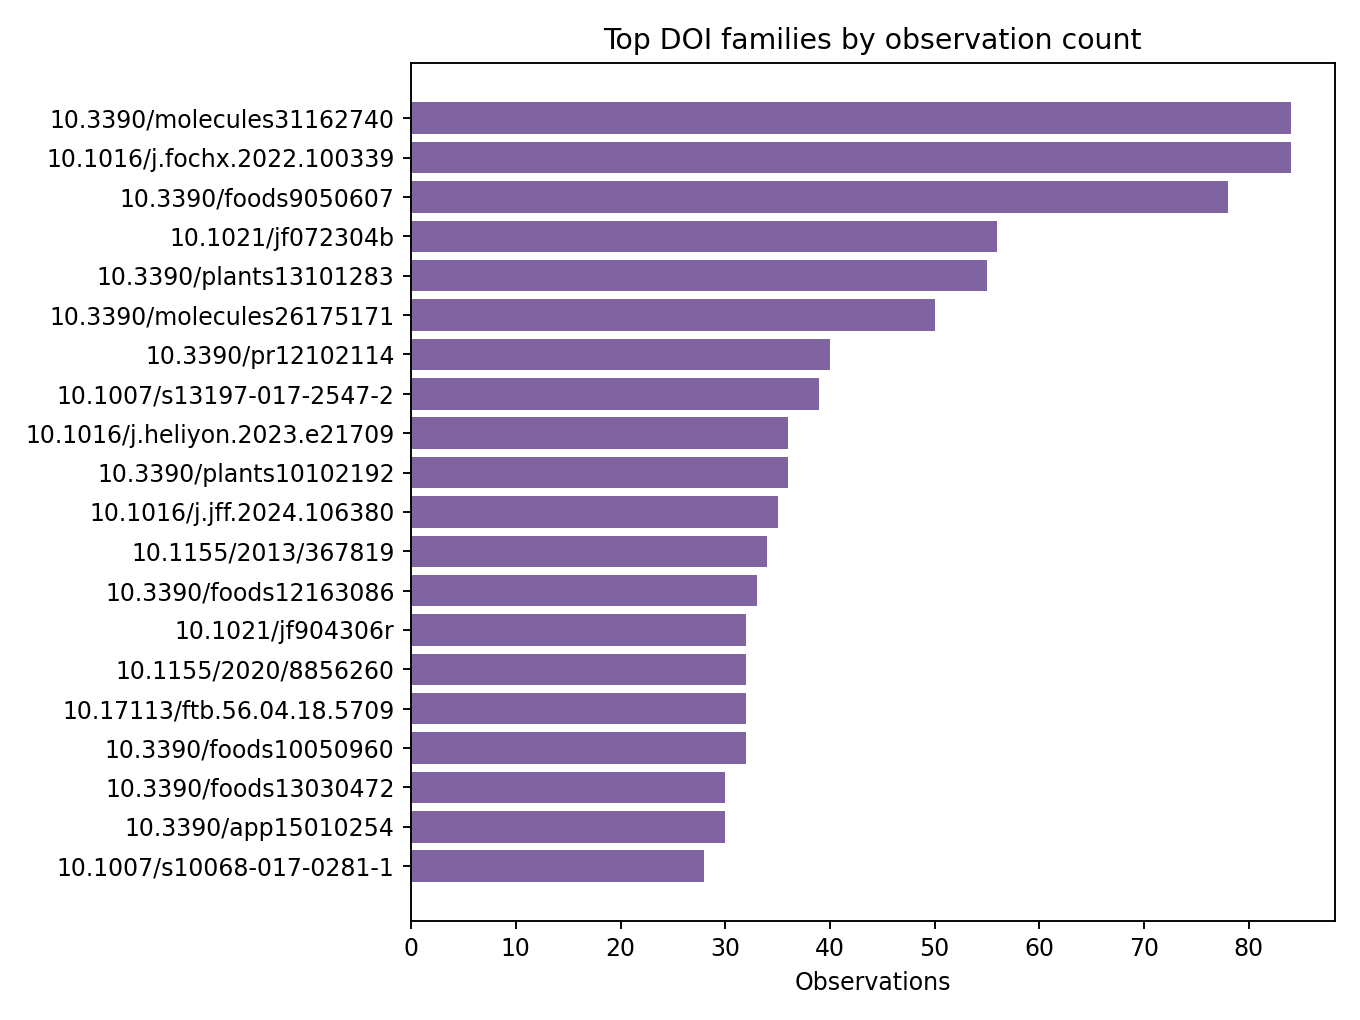 Top DOI families by observation count
10.3390/molecules31162740
10.1016/j.fochx.2022.100339
10.3390/foods9050607
10.1021/jf072304b
10.3390/plants13101283
10.3390/molecules26175171
10.3390/pr12102114
10.1007/s13197-017-2547-2
10.1016/j.heliyon.2023.e21709
10.3390/plants10102192
10.1016/j.jff.2024.106380
10.1155/2013/367819
10.3390/foods12163086
10.1021/jf904306r
10.1155/2020/8856260
10.17113/ftb.56.04.18.5709
10.3390/foods10050960
10.3390/foods13030472
10.3390/app15010254
10.1007/s10068-017-0281-1
0 10 20 30 40 50 60 70 80
Observations